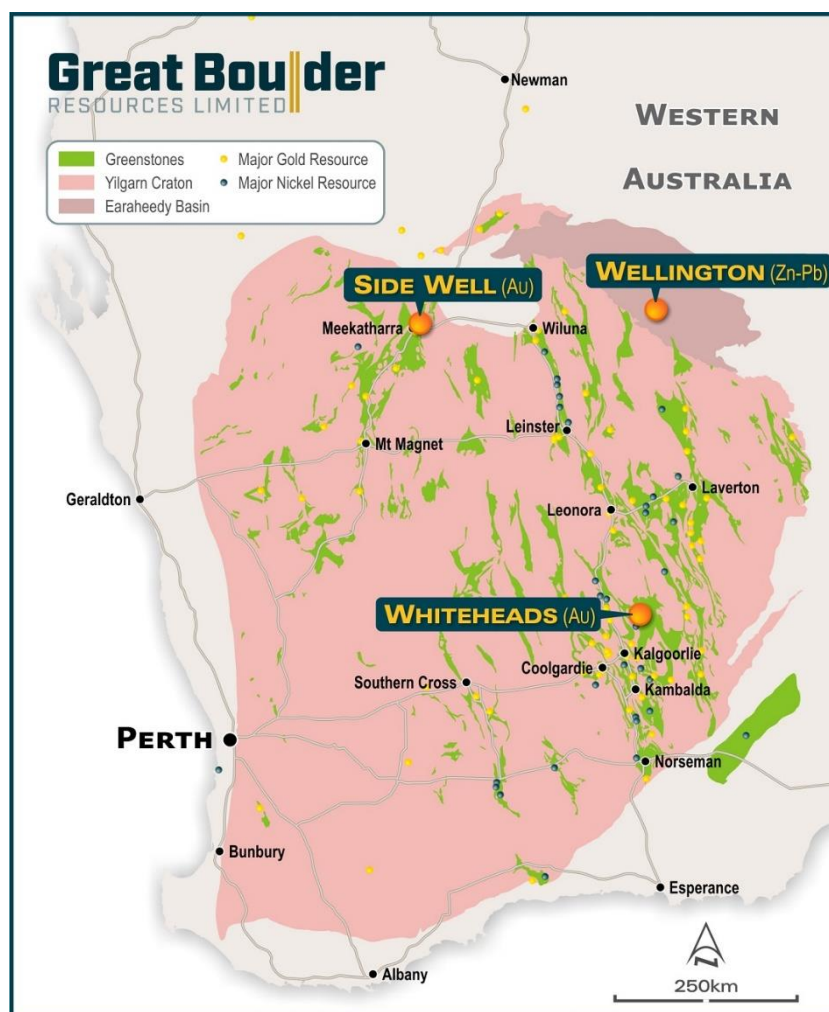 Great Boulder
RESOURCES LIMITED
Newman
WESTERN
AUSTRALIA
Greenstones
Major Gold Resource
Yilgarn Craton
Major Nickel Resource
Earaheedy Basin
SIDE WELL (Au)
WELLINGTON (Zn-Pb)
Meekatharra
Wiluna
Leinster
Mt Magnet
Geraldton
Laverton
Leonora
WHITEHEADS (Au)
Kalgoorlie
Coolgardie
Southern Cross
Kambalda
PERTH
Norseman
Bunbury
Esperance
N
Albany
250km